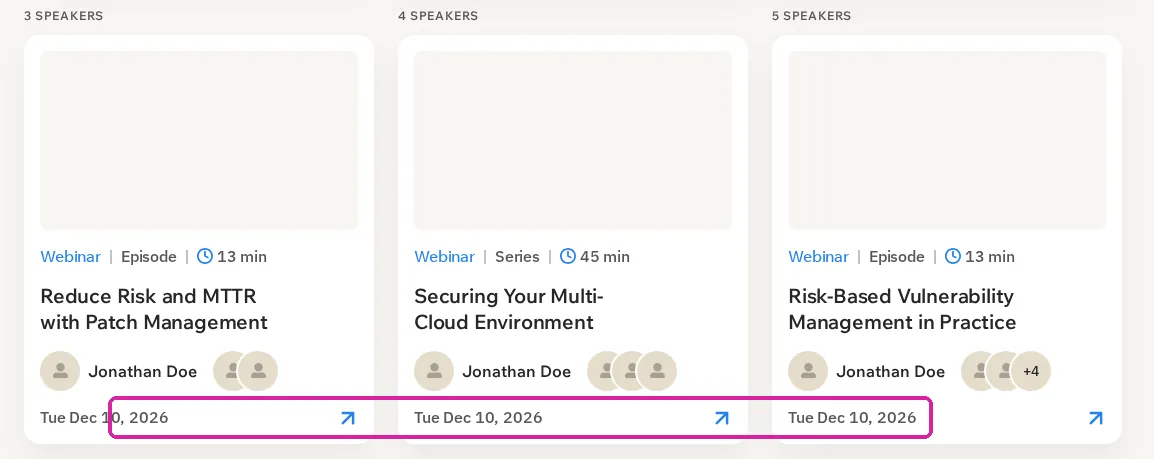 3 SPEAKERS
4 SPEAKERS
5 SPEAKERS
Webinar | Episode | 13 min
Reduce Risk and MTTR
with Patch Management
Jonathan Doe
Tue Dec 10, 2026
Webinar | Series | 45 min
Securing Your Multi-
Cloud Environment
Jonathan Doe
Tue Dec 10, 2026
Webinar | Episode | 13 min
Risk-Based Vulnerability
Management in Practice
Jonathan Doe
+4
Tue Dec 10, 2026